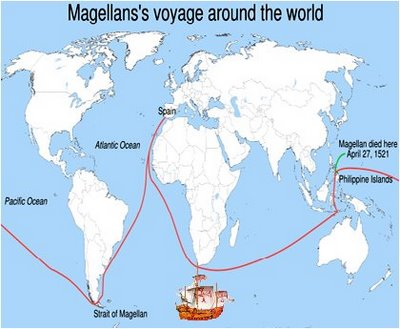 Magellans's voyage around the world
Spain
Atlantic Ocean
Magellan died here
April 27, 1521
Philippine Islands
Pacific Ocean
Strait of Magellan